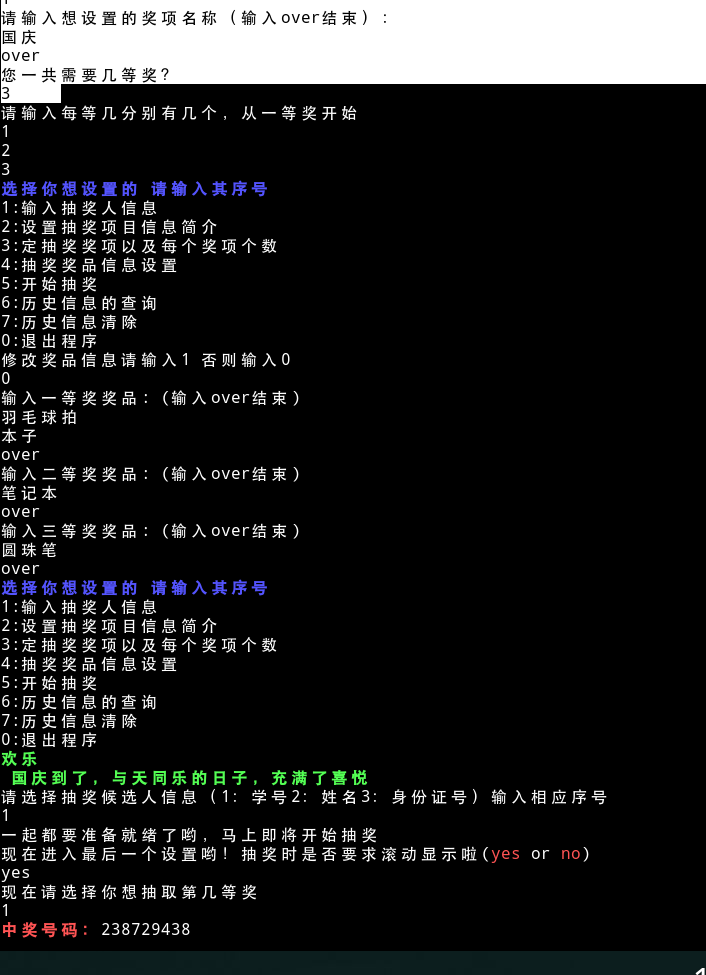 请输入想设置的奖项名称（输入over结束）：
国庆
over
您一共需要几等奖？
3
请输入每等几分别有几个，从一等奖开始
1
2
3
选择你想设置的 请输入其序号
1:输入抽奖人信息
2:设置抽奖项目信息简介
3:定抽奖奖项以及每个奖项个数
4:抽奖奖品信息设置
5:开始抽奖
6:历史信息的查询
7:历史信息清除
0:退出程序
修改奖品信息请输入1 否则输入0
0
输入一等奖奖品：(输入over结束）
羽毛球拍
本子
over
输入二等奖奖品：(输入over结束）
笔记本
over
输入三等奖奖品：(输入over结束）
圆珠笔
over
选择你想设置的 请输入其序号
1:输入抽奖人信息
2:设置抽奖项目信息简介
3:定抽奖奖项以及每个奖项个数
4:抽奖奖品信息设置
5:开始抽奖
6:历史信息的查询
7:历史信息清除
0:退出程序
欢乐
国庆到了，与天同乐的日子，充满了喜悦
请选择抽奖候选人信息（1：学号2：姓名3：身份证号）输入相应序号
1
一起都要准备就绪了哟，马上即将开始抽奖
现在进入最后一个设置哟！抽奖时是否要求滚动显示啦(yes or no）
yes
现在请选择你想抽取第几等奖
1
中奖号码：238729438